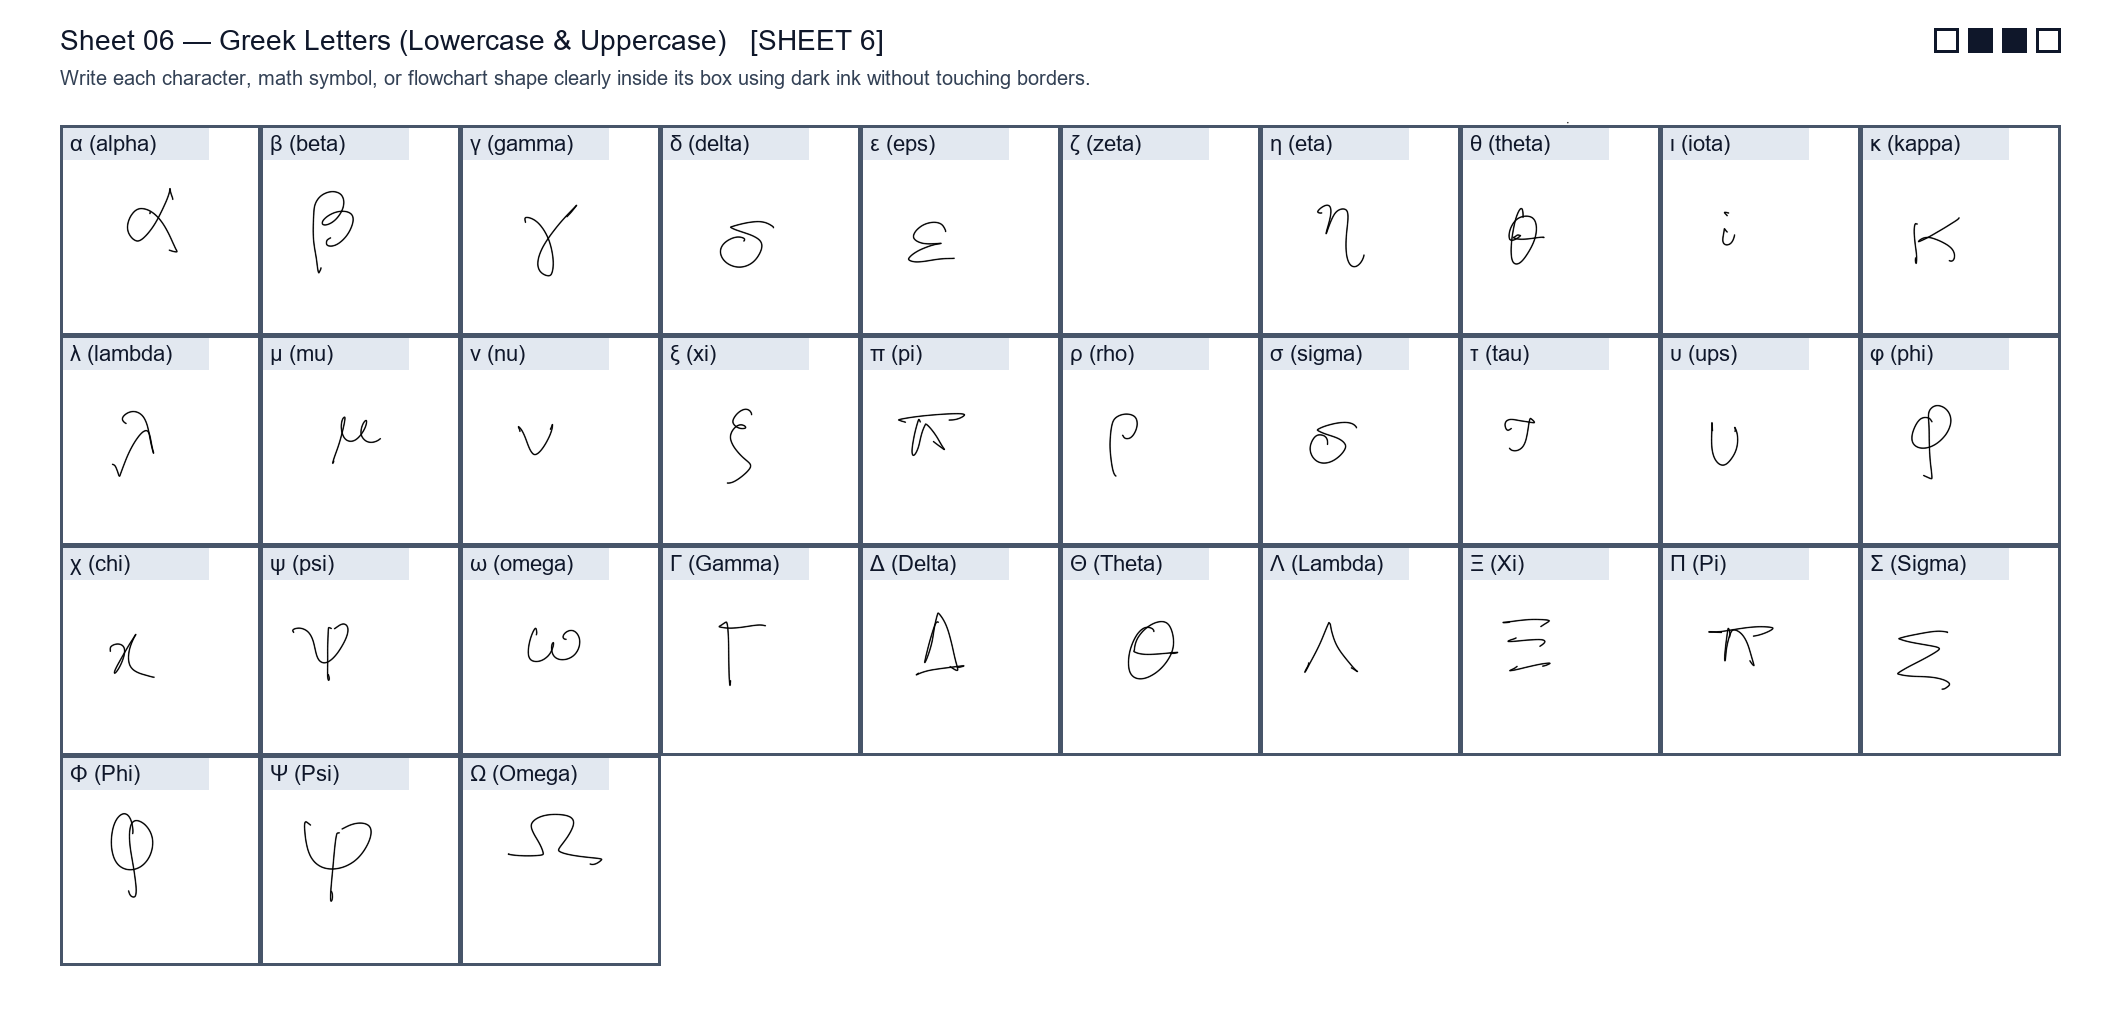 Sheet 06 — Greek Letters (Lowercase & Uppercase) [SHEET 6]
Write each character, math symbol, or flowchart shape clearly inside its box using dark ink without touching borders.
α (alpha) β (beta) γ (gamma) δ (delta) ε (eps) ζ (zeta) η (eta) θ (theta) ι (iota) κ (kappa)
α β γ δ ε η θ i κ
λ (lambda) μ (mu) ν (nu) ξ (xi) π (pi) ρ (rho) σ (sigma) τ (tau) υ (ups) φ (phi)
λ μ ν ξ π ρ σ τ υ φ
χ (chi) ψ (psi) ω (omega) Γ (Gamma) Δ (Delta) Θ (Theta) Λ (Lambda) Ξ (Xi) Π (Pi) Σ (Sigma)
χ ψ ω Γ Δ Θ Λ Ξ π Σ
Φ (Phi) Ψ (Psi) Ω (Omega)
Φ Ψ Ω